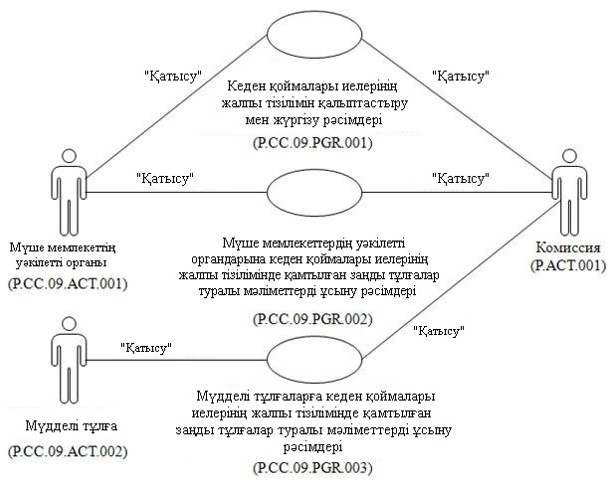 "Қатысу"
"Қатысу"
Кеден қоймалары иелерінің
жалпы тізілімін қалыптастыру
мен жүргізу рәсімдері
(P.CC.09.PGR.001)
"Қатысу"
"Қатысу"
Мүше мемлекеттің
уәкілетті органы
(P.CC.09.ACT.001)
Мүше мемлекеттердің уәкілетті
органдарына кеден қоймалары иелерінің
жалпы тізілімінде қамтылған заңды тұлғалар
туралы мәліметтерді ұсыну рәсімдері
(P.CC.09.PGR.002)
Комиссия
(P.ACT.001)
"Қатысу"
"Қатысу"
Мүдделі тұлға
(P.CC.09.ACT.002)
Мүдделі тұлғаларға кеден қоймалары
иелерінің жалпы тізілімінде қамтылған
заңды тұлғалар туралы мәліметтерді ұсыну
рәсімдері
(P.CC.09.PGR.003)